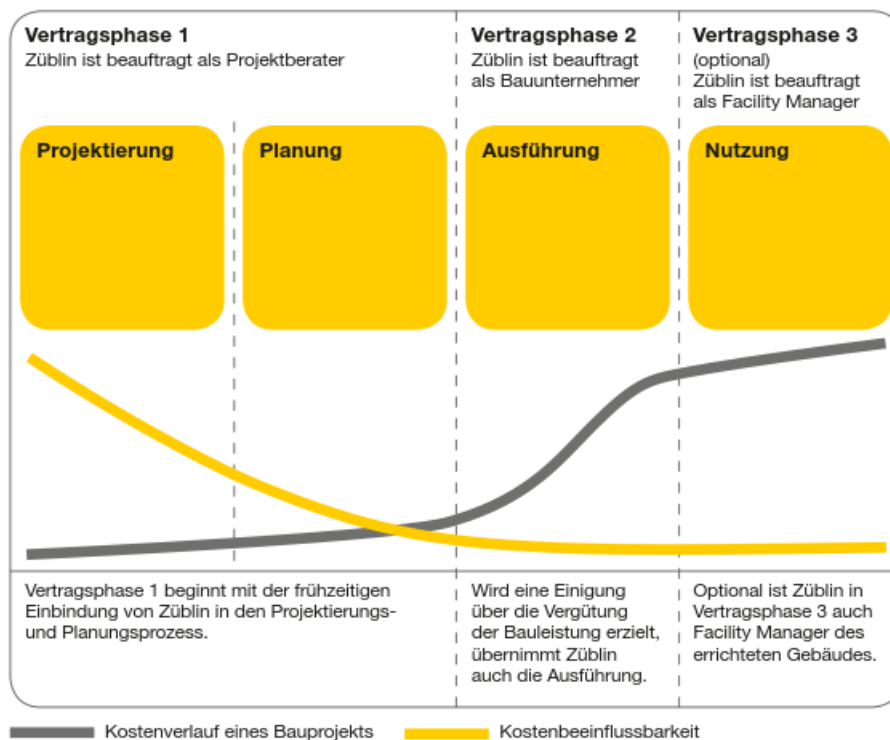 Vertragsphase 1
Züblin ist beauftragt als Projektberater
Vertragsphase 2
Züblin ist beauftragt
als Bauunternehmer
Vertragsphase 3
(optional)
Züblin ist beauftragt
als Facility Manager
Projektierung
Planung
Ausführung
Nutzung
Vertragsphase 1 beginnt mit der frühzeitigen
Einbindung von Züblin in den Projektierungs-
und Planungsprozess.
Wird eine Einigung
über die Vergütung
der Bauleistung erzielt,
übernimmt Züblin
auch die Ausführung.
Optional ist Züblin in
Vertragsphase 3 auch
Facility Manager des
errichteten Gebäudes.
Kostenverlauf eines Bauprojekts
Kostenbeeinflussbarkeit